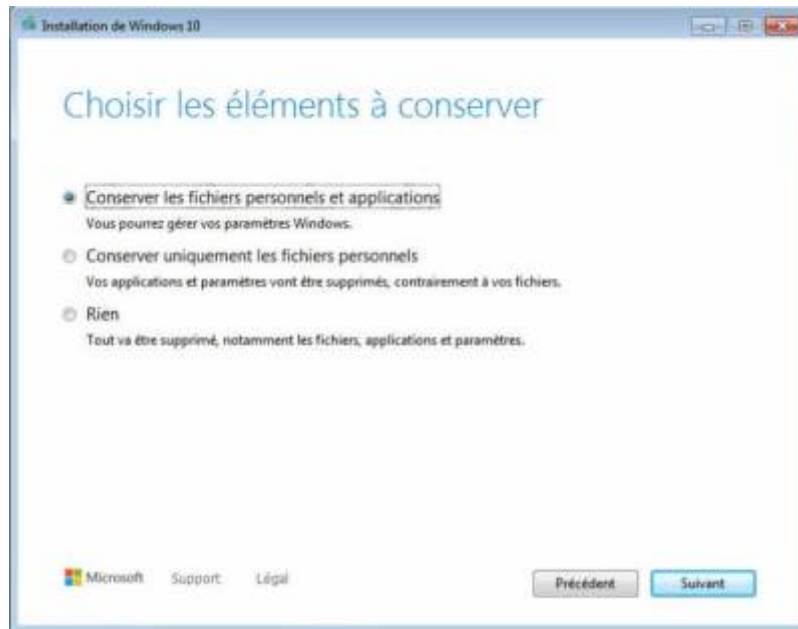 Installation de Windows 10
Choisir les éléments à conserver
Conserver les fichiers personnels et applications
Vous pourrez gérer vos paramètres Windows.
Conserver uniquement les fichiers personnels
Vos applications et paramètres vont être supprimés, contrairement à vos fichiers.
Rien
Tout va être supprimé, notamment les fichiers, applications et paramètres.
Microsoft Support Légal Précédent Suivant